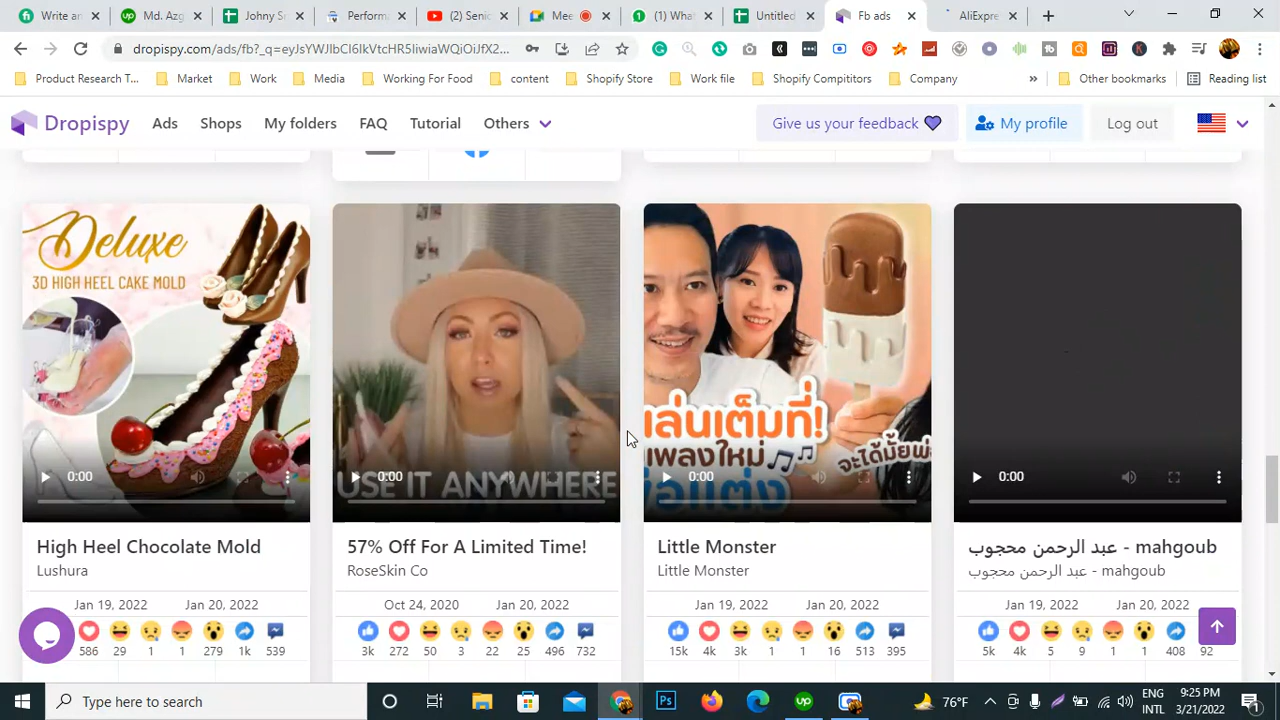 Write an
Md. Azg
Johny Sr
Perform
(2) Senic
Mee
(1) What
Untitled
Fb ads
AliExpre
dropispy.com/ads/fb?_q=eyJsYWJlbCI6IkVtcHR5IiwiaWQiOiJfX2...
Product Research T...
Market
Work
Media
Working For Food
content
Shopify Store
Work file
Shopify Compititors
Company
»
Other bookmarks
Reading list
Dropispy
Ads
Shops
My folders
FAQ
Tutorial
Others
Give us your feedback
My profile
Log out
Deluxe
3D HIGH HEEL CAKE MOLD
0:00
High Heel Chocolate Mold
Lushura
Jan 19, 2022 Jan 20, 2022
586 29 1 1 279 1k 539
USE IT ANYWHERE
0:00
57% Off For A Limited Time!
RoseSkin Co
Oct 24, 2020 Jan 20, 2022
3k 272 50 3 22 25 496 732
เล่นเต็มที่!
เพลงใหม่
0:00
Little Monster
Little Monster
Jan 19, 2022 Jan 20, 2022
15k 4k 3k 1 1 16 513 395
0:00
عبد الرحمن محجوب - mahgoub
عبد الرحمن محجوب - mahgoub
Jan 19, 2022 Jan 20, 2022
5k 4k 5 9 1 1 408 92
Type here to search
76°F
ENG
INTL
9:25 PM
3/21/2022